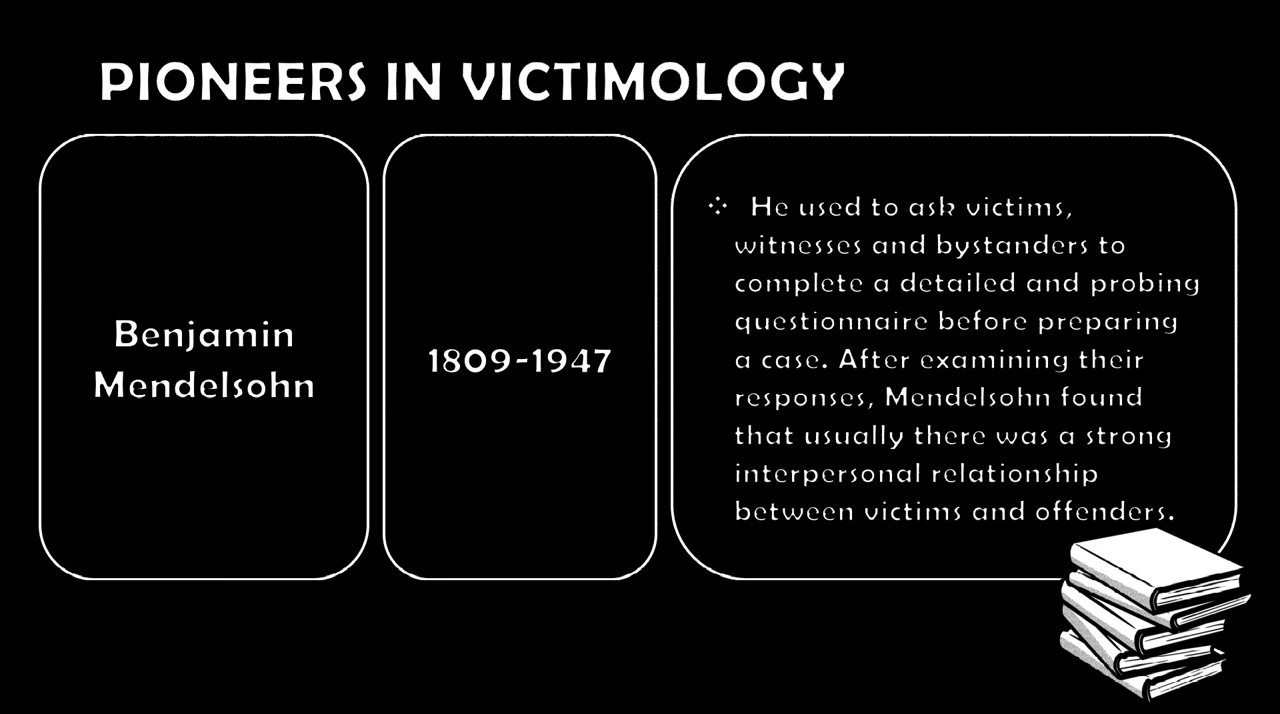 PIONEERS IN VICTIMOLOGY
Benjamin
Mendelsohn
1809-1947
He used to ask victims,
witnesses and bystanders to
complete a detailed and probing
questionnaire before preparing
a case. After examining their
responses, Mendelsohn found
that usually there was a strong
interpersonal relationship
between victims and offenders.